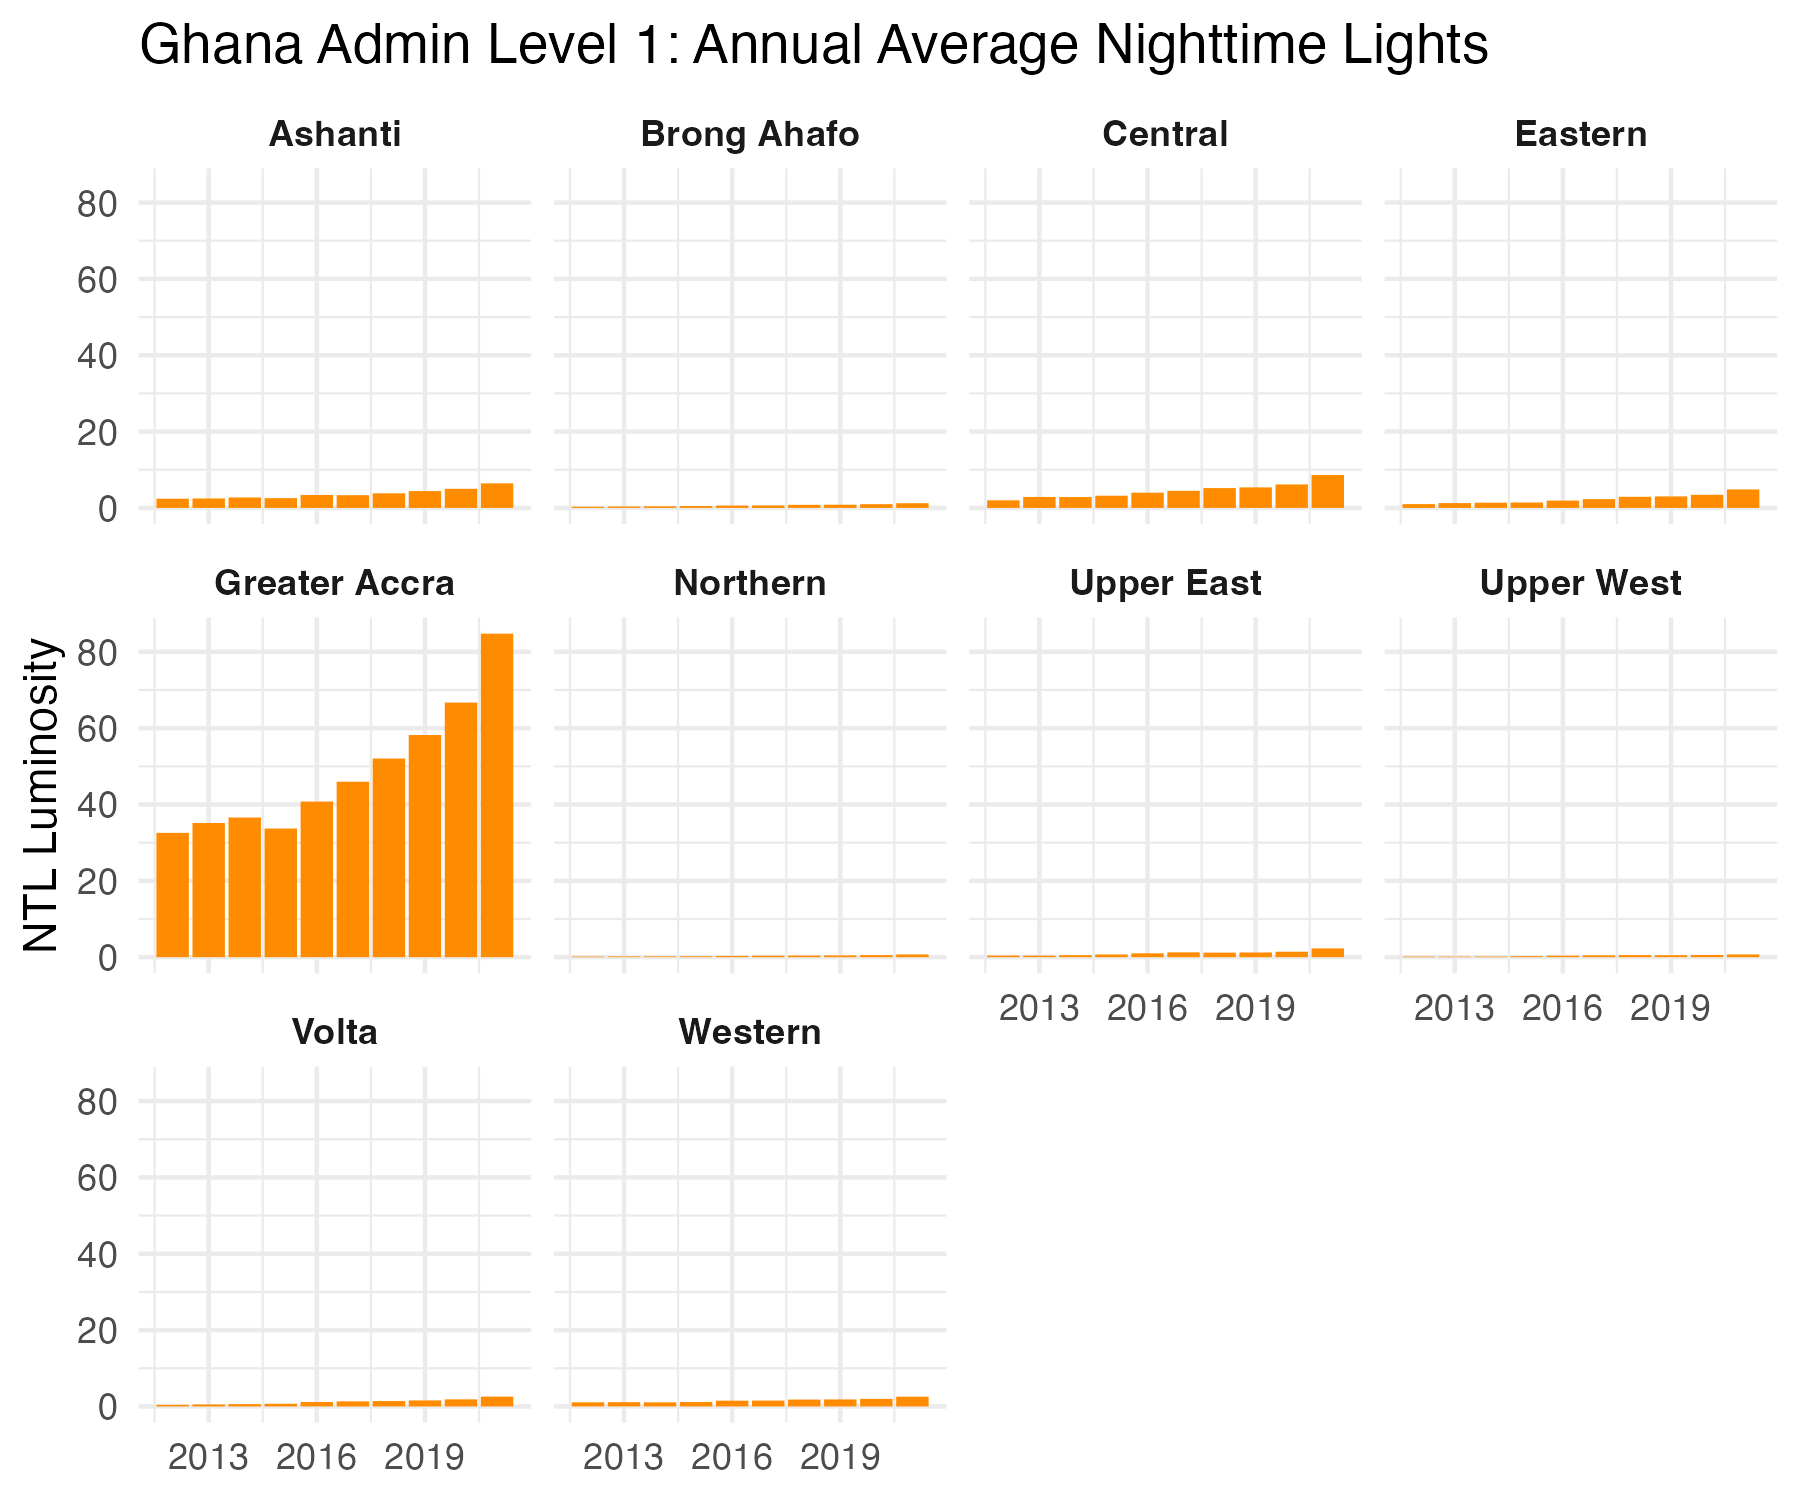 Ghana Admin Level 1: Annual Average Nighttime Lights
Ashanti
Brong Ahafo
Central
Eastern
80
60
40
20
0
Greater Accra
Northern
Upper East
Upper West
NTL Luminosity
80
60
40
20
0
2013 2016 2019
2013 2016 2019
Volta
Western
80
60
40
20
0
2013 2016 2019
2013 2016 2019